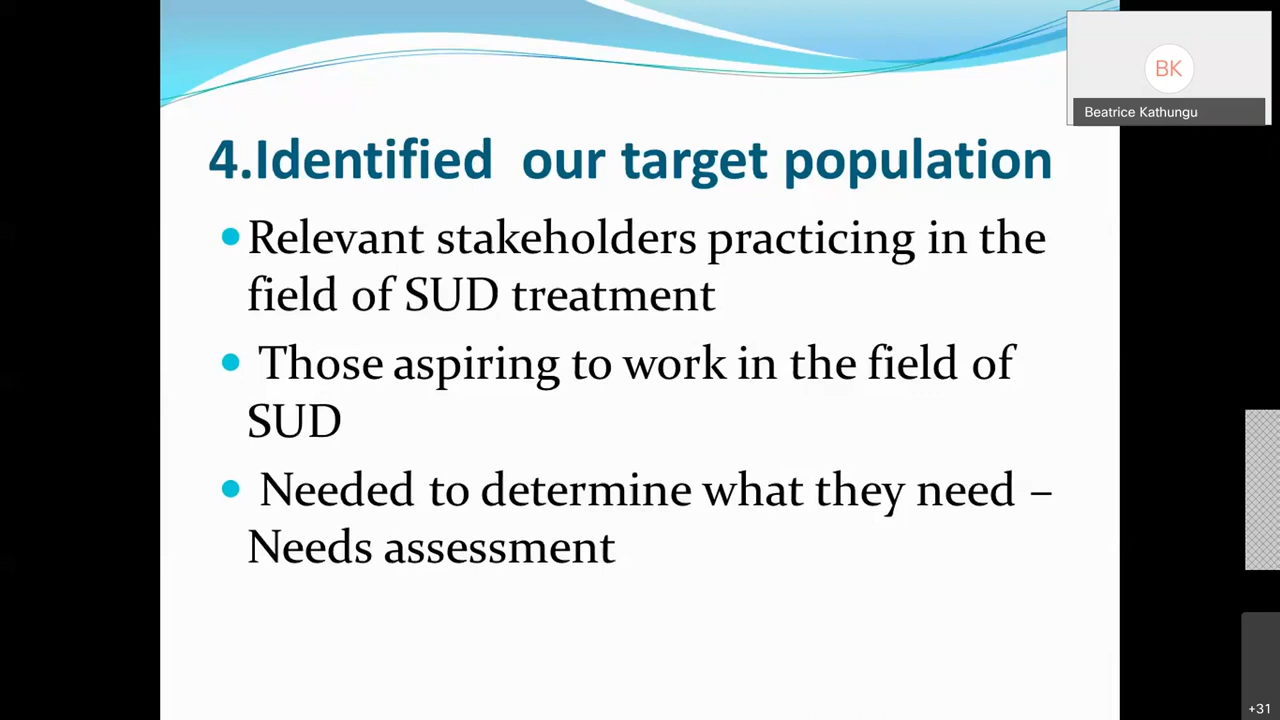 BK
Beatrice Kathungu
4.Identified our target population
•Relevant stakeholders practicing in the
field of SUD treatment
• Those aspiring to work in the field of
SUD
• Needed to determine what they need –
Needs assessment
+31